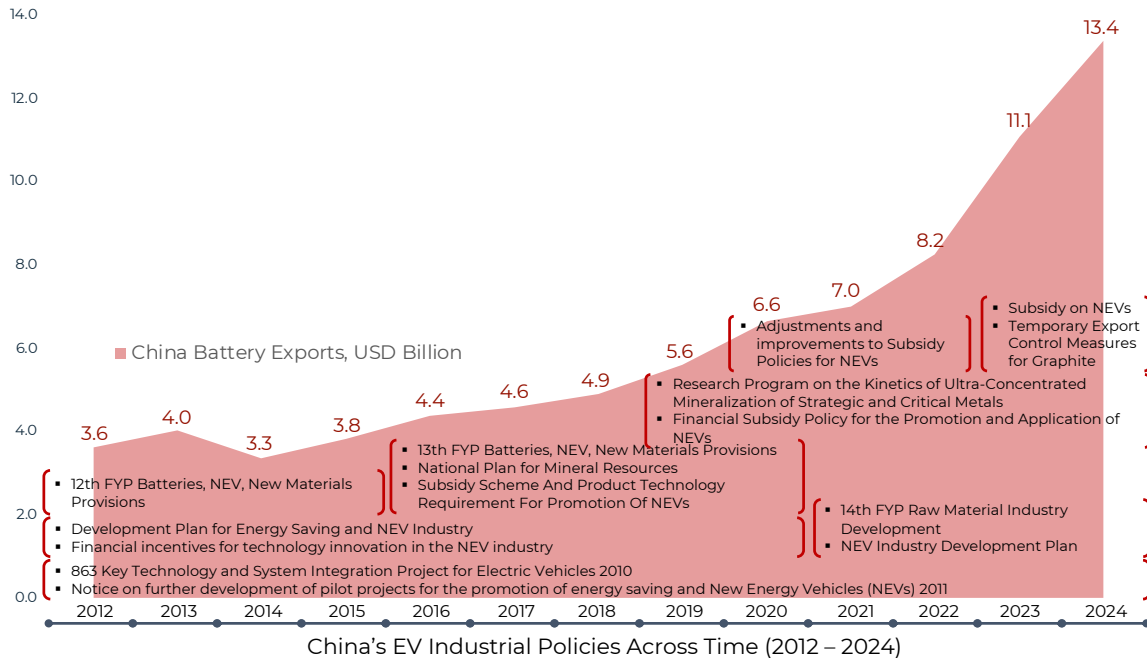 14.0
13.4
12.0
11.1
10.0
8.2
8.0
7.0
6.6
Subsidy on NEVs
Temporary Export
Control Measures
for Graphite
Adjustments and
improvements to Subsidy
Policies for NEVs
6.0
China Battery Exports, USD Billion
5.6
4.9
4.6
4.4
Research Program on the Kinetics of Ultra-Concentrated
Mineralization of Strategic and Critical Metals
Financial Subsidy Policy for the Promotion and Application of
NEVs
4.0
3.6
4.0
3.3
3.8
13th FYP Batteries, NEV, New Materials Provisions
National Plan for Mineral Resources
Subsidy Scheme And Product Technology
Requirement For Promotion Of NEVs
12th FYP Batteries, NEV, New Materials
Provisions
2.0
14th FYP Raw Material Industry
Development
NEV Industry Development Plan
Development Plan for Energy Saving and NEV Industry
Financial incentives for technology innovation in the NEV industry
863 Key Technology and System Integration Project for Electric Vehicles 2010
Notice on further development of pilot projects for the promotion of energy saving and New Energy Vehicles (NEVs) 2011
0.0
2012 2013 2014 2015 2016 2017 2018 2019 2020 2021 2022 2023 2024
China’s EV Industrial Policies Across Time (2012 – 2024)